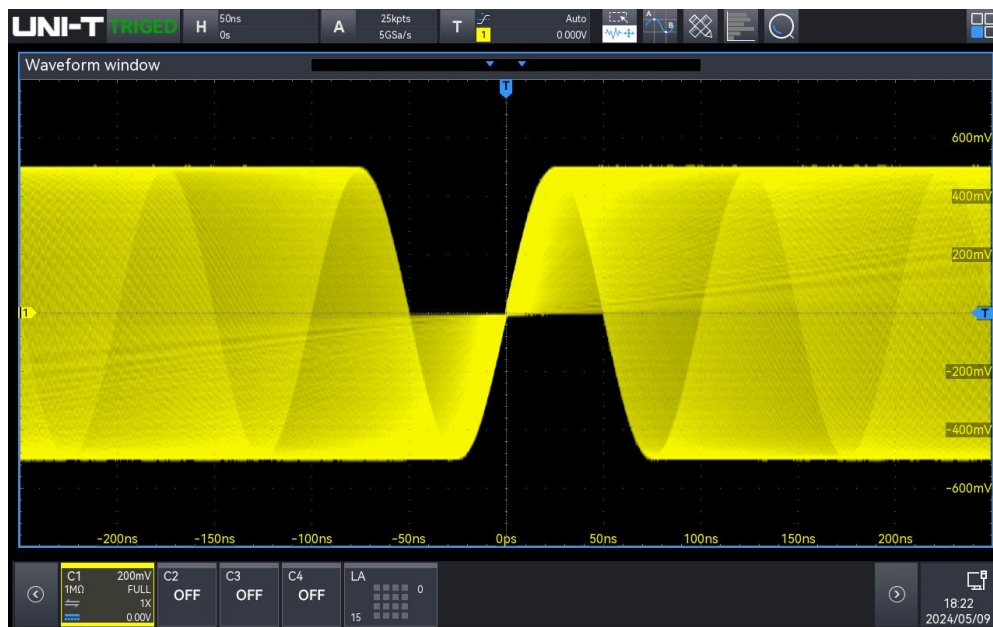 UNI-T TRIGED H 50ns A 25kpts T Auto
0s 5GSa/s 1 0.000V
A B
Waveform window
T
600mV
400mV
200mV
1 T
-200mV
-400mV
-600mV
-200ns -150ns -100ns -50ns 0ps 50ns 100ns 150ns 200ns
C1 200mV C2 C3 C4 LA
1MΩ FULL OFF OFF OFF 0
1X
0.00V 15
18:22
2024/05/09